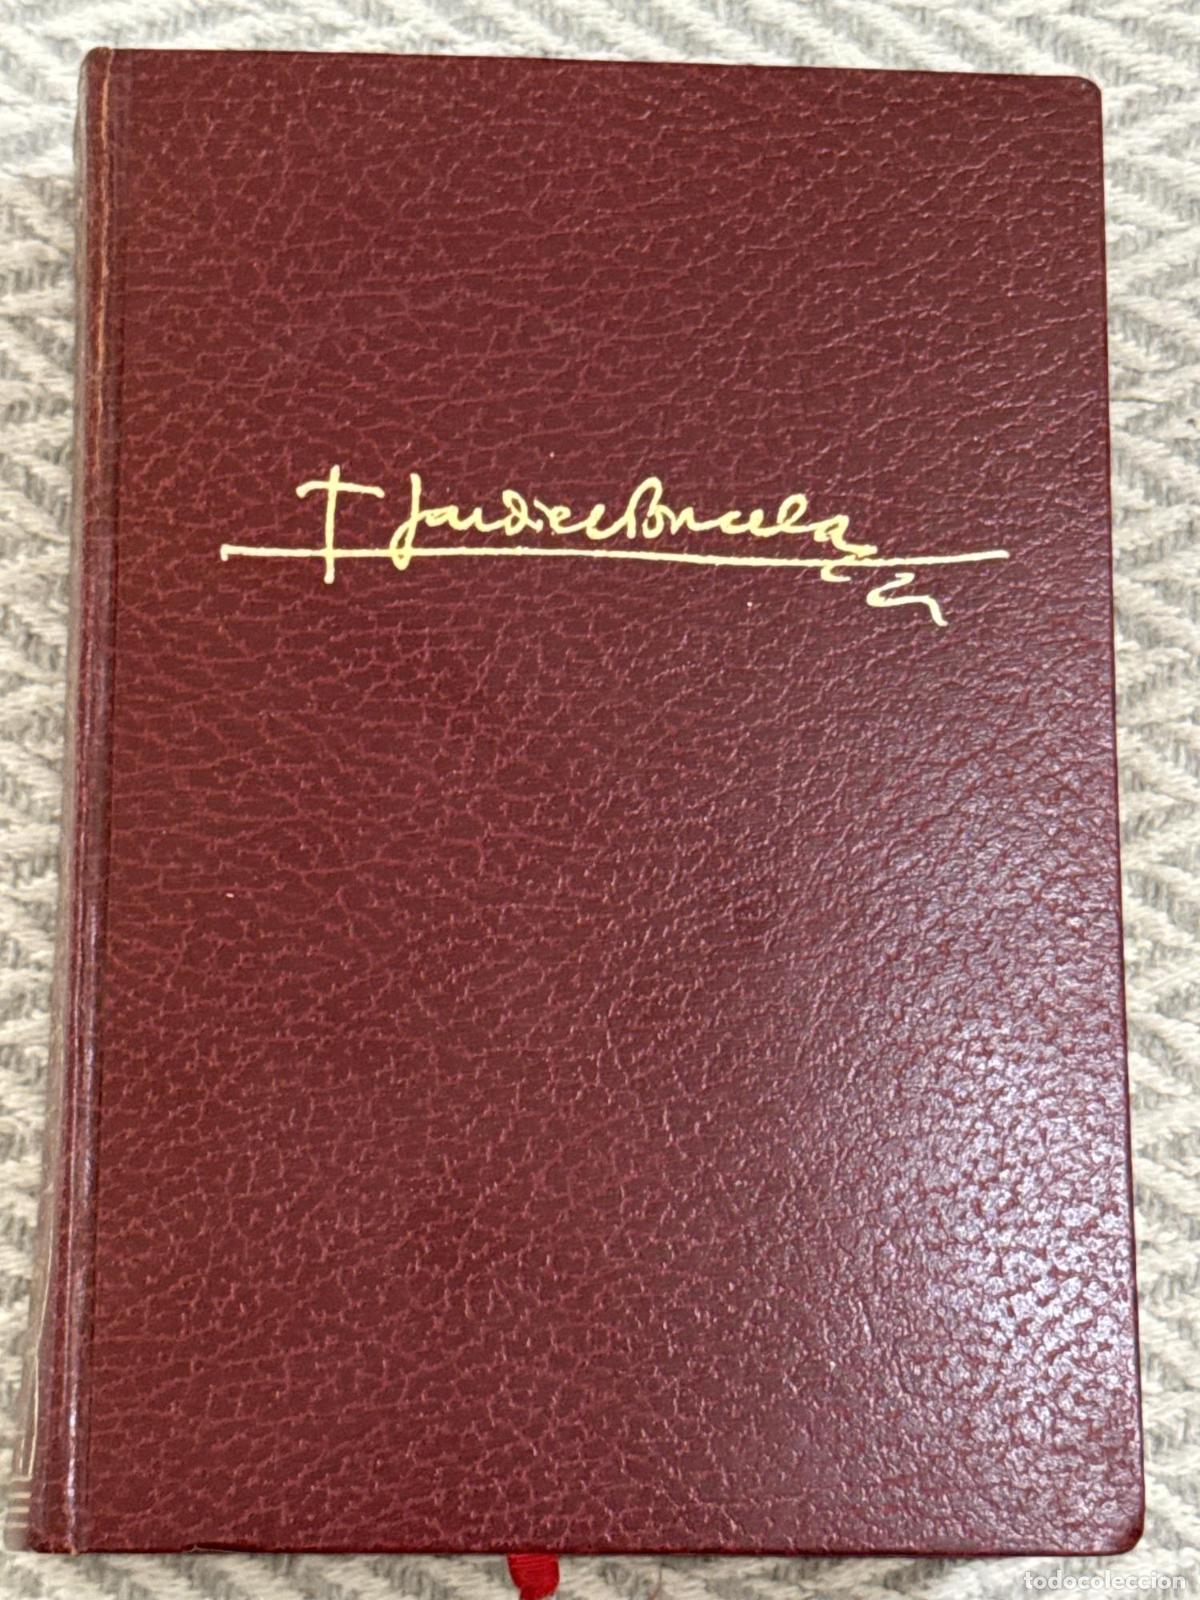 † Jardiel Poncela
todocoleccion